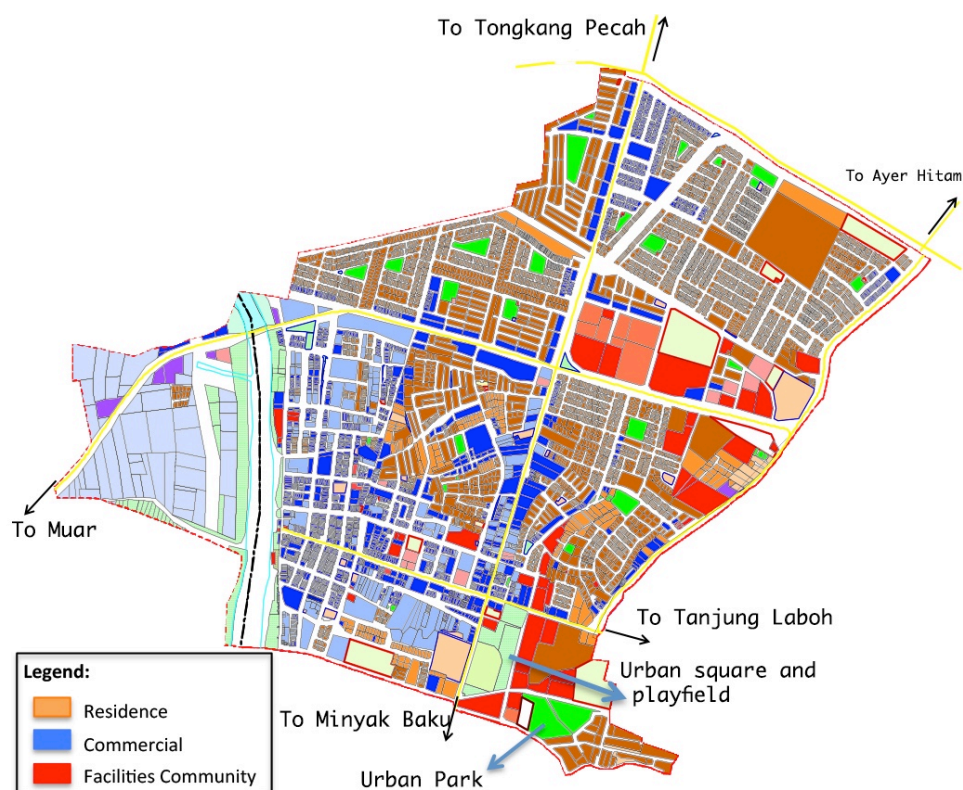 To Tongkang Pecah
To Ayer Hitam
To Muar
To Tanjung Laboh
Urban square and
playfield
To Minyak Baku
Urban Park
Legend:
Residence
Commercial
Facilities Community